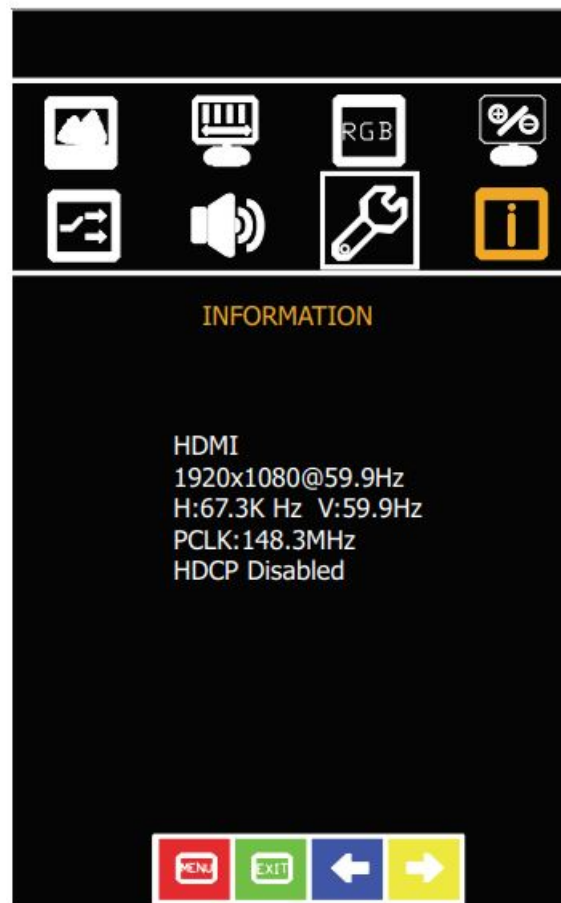 RGB
INFORMATION
HDMI
1920x1080@59.9Hz
H:67.3K Hz V:59.9Hz
PCLK:148.3MHz
HDCP Disabled
MENU EXIT